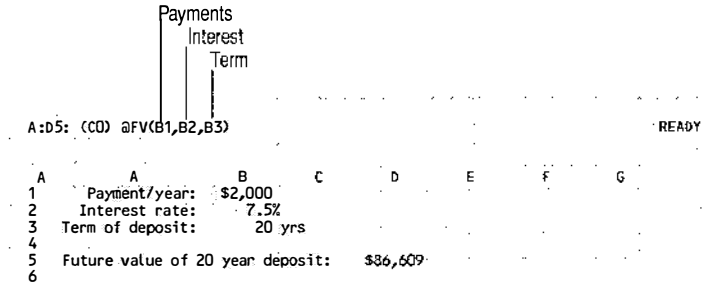 Payments
Interest
Term
A:D5: (C0) @FV(B1,B2,B3) READY
A A B C D E F G
1 Payment/year: $2,000
2 Interest rate: 7.5%
3 Term of deposit: 20 yrs
4
5 Future value of 20 year deposit: $86,609
6